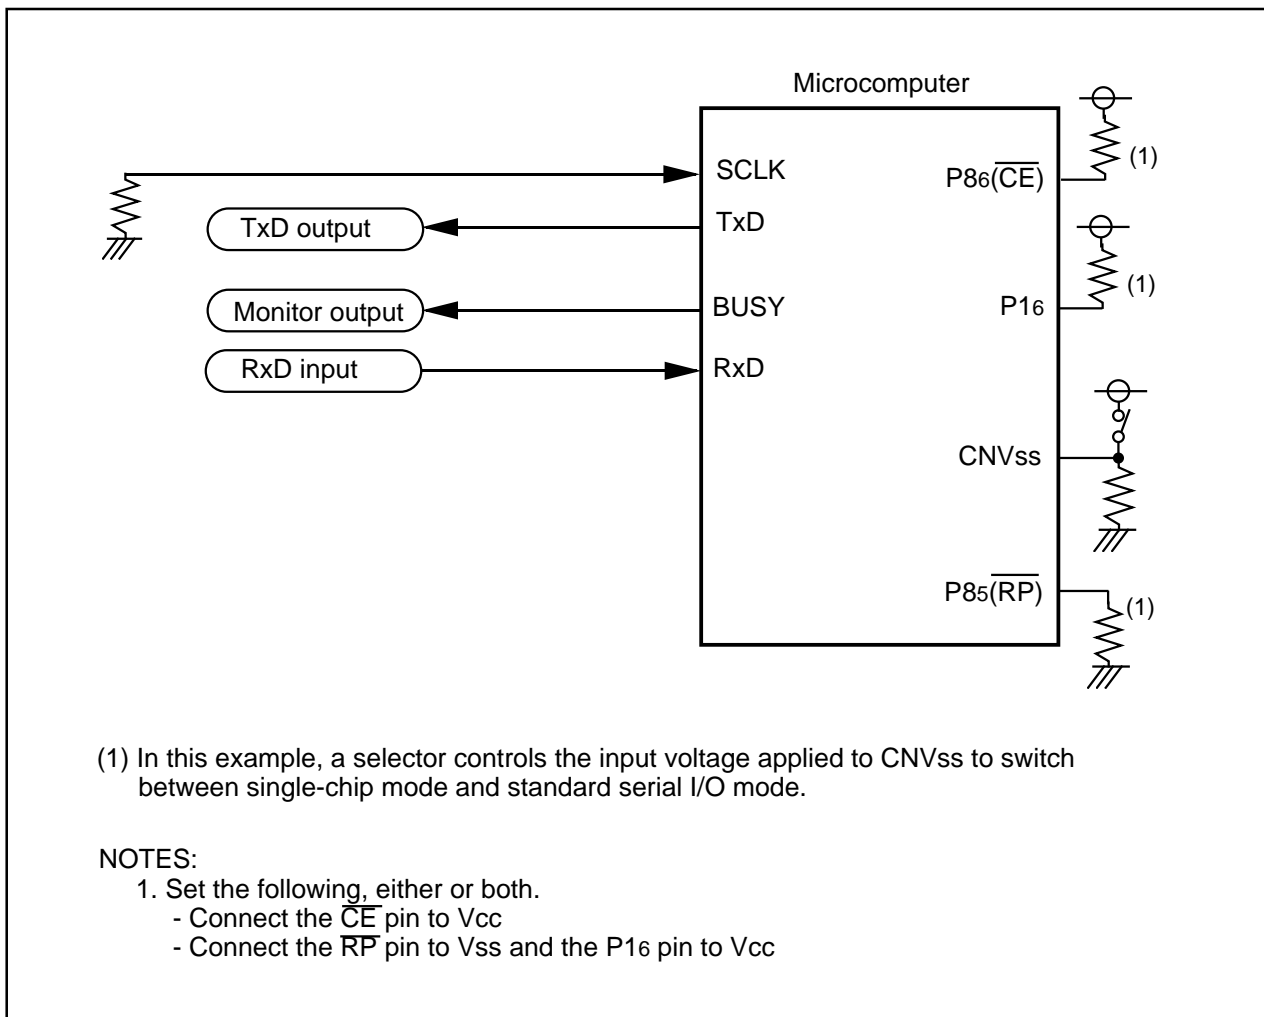 Microcomputer
SCLK
P86(CE)
(1)
TxD output
TxD
Monitor output
BUSY
P16
(1)
RxD input
RxD
CNVss
P85(RP)
(1)
(1) In this example, a selector controls the input voltage applied to CNVss to switch
between single-chip mode and standard serial I/O mode.
NOTES:
1. Set the following, either or both.
- Connect the CE pin to Vcc
- Connect the RP pin to Vss and the P16 pin to Vcc